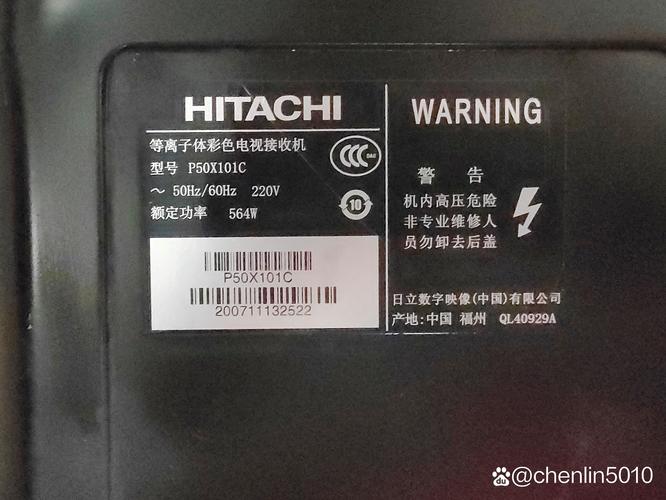 HITACHI
等离子体彩色电视接收机
型号 P50X101C
～ 50Hz/60Hz 220V
额定功率 564W
P50X101C
200711132522
WARNING
警 告
机内高压危险
非专业维修人
员勿卸去后盖
日立数字映像(中国)有限公司
产地:中国 福州 QL40929A
10
du @chenlin5010